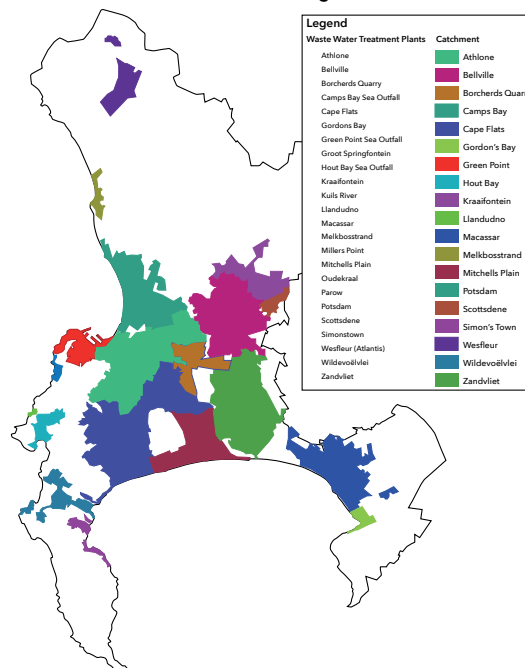 Legend
Waste Water Treatment Plants
Athlone
Bellville
Borcherds Quarry
Camps Bay Sea Outfall
Cape Flats
Gordons Bay
Green Point Sea Outfall
Groot Springfontein
Hout Bay Sea Outfall
Kraaifontein
Kuils River
Llandudno
Macassar
Melkbosstrand
Millers Point
Mitchells Plain
Oudekraal
Parow
Potsdam
Scottsdene
Simonstown
Wesfleur (Atlantis)
Wildevoëlvlei
Zandvliet
Catchment
Athlone
Bellville
Borcherds Quarr
Camps Bay
Cape Flats
Gordon's Bay
Green Point
Hout Bay
Kraaifontein
Llandudno
Macassar
Melkbosstrand
Mitchells Plain
Potsdam
Scottsdene
Simon's Town
Wesfleur
Wildevoëlvlei
Zandvliet